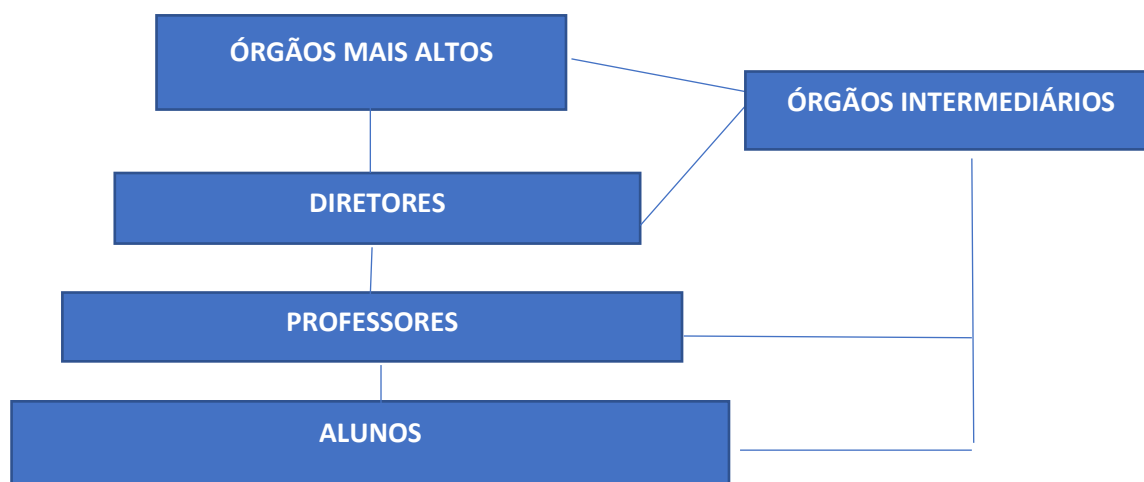 ÓRGÃOS MAIS ALTOS
ÓRGÃOS INTERMEDIÁRIOS
DIRETORES
PROFESSORES
ALUNOS